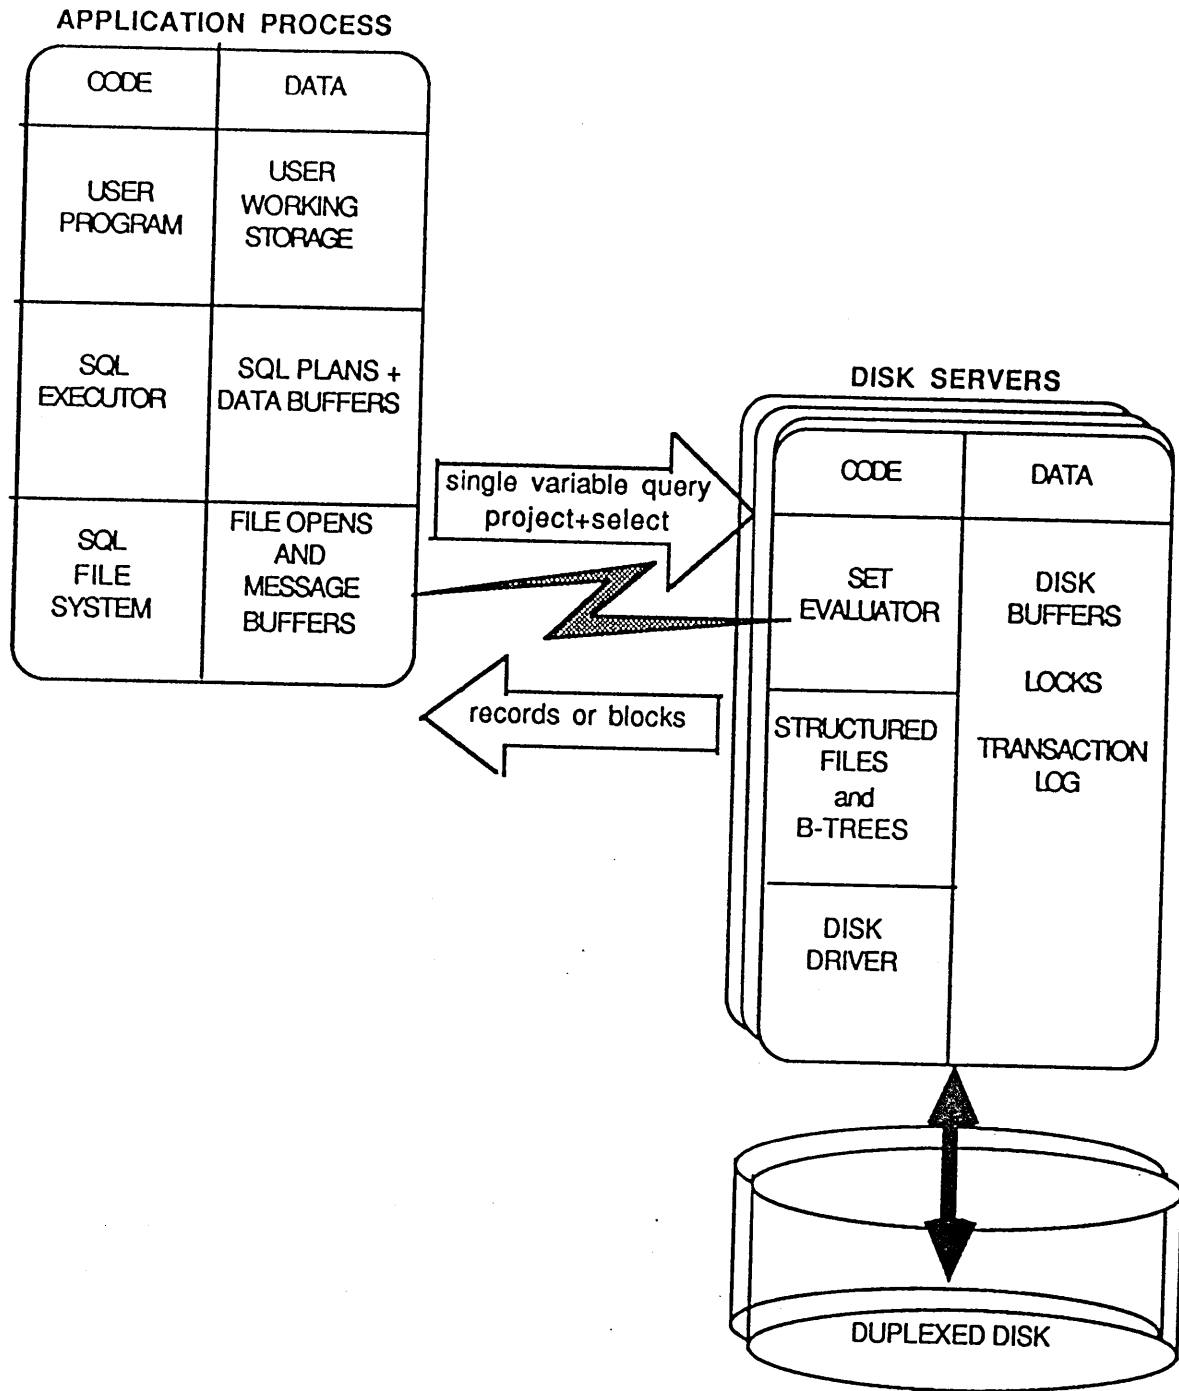 APPLICATION PROCESS
CODE
DATA
USER
PROGRAM
USER
WORKING
STORAGE
SQL
EXECUTOR
SQL PLANS +
DATA BUFFERS
SQL
FILE
SYSTEM
FILE OPENS
AND
MESSAGE
BUFFERS
single variable query
project+select
records or blocks
DISK SERVERS
CODE
DATA
SET
EVALUATOR
DISK
BUFFERS
LOCKS
TRANSACTION
LOG
STRUCTURED
FILES
and
B-TREES
DISK
DRIVER
DUPLEXED DISK